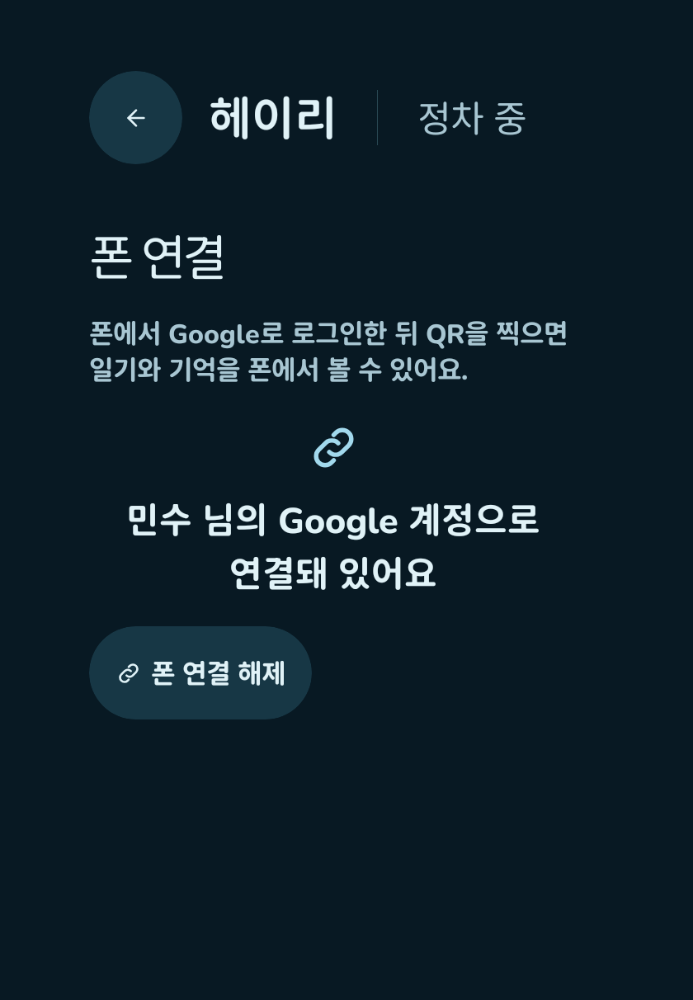 헤이리
정차 중
폰 연결
폰에서 Google로 로그인한 뒤 QR을 찍으면
일기와 기억을 폰에서 볼 수 있어요.
민수 님의 Google 계정으로
연결돼 있어요
폰 연결 해제